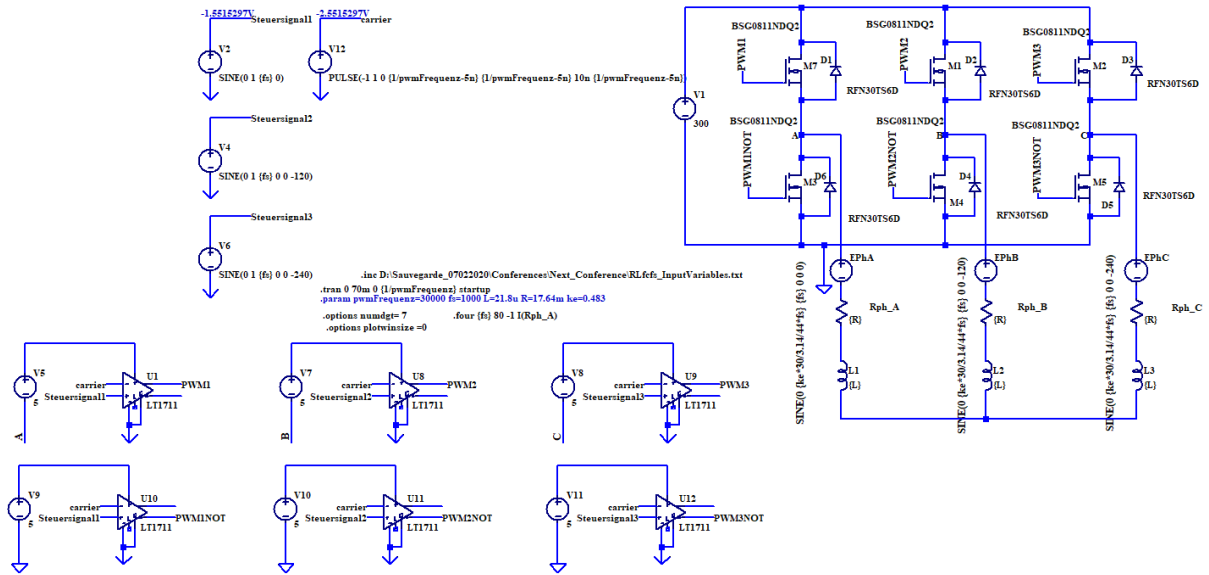 -1.5515297V
Steuersignal1
-2.5515297V
carrier
V2
SINE(0 1 {fs} 0)
V12
PULSE(-1 1 0 {1/pwmFrequenz-5n} {1/pwmFrequenz-5n} 10n {1/pwmFrequenz-5n}
Steuersignal2
V4
SINE(0 1 {fs} 0 0 -120)
Steuersignal3
V6
SINE(0 1 {fs} 0 0 -240)
.inc D:\Sauvegarde_07022020\Conferences\Next_Conference\RLfcfs_InputVariables.txt
.tran 0 70m 0 {1/pwmFrequenz} startup
.param pwmFrequenz=30000 fs=1000 L=21.8u R=17.64m ke=0.483
.options numdgt= 7
.four {fs} 80 -1 I(Rph_A)
.options plotwinsize =0
V1
300
BSG0811NDQ2
PWM1
M7
D1
RFN30TS6D
BSG0811NDQ2
PWM2
M1
D2
RFN30TS6D
BSG0811NDQ2
PWM3
M2
D3
RFN30TS6D
BSG0811NDQ2
A
PWM1NOT
M3
D6
RFN30TS6D
BSG0811NDQ2
B
PWM2NOT
M4
D4
RFN30TS6D
BSG0811NDQ2
C
PWM3NOT
M5
D5
RFN30TS6D
EPhA
SINE(0 {ke*30/3.14/44*fs} {fs} 0 0 0)
Rph_A
{R}
L1
{L}
EPhB
SINE(0 {ke*30/3.14/44*fs} {fs} 0 0 -120)
Rph_B
{R}
L2
{L}
EPhC
SINE(0 {ke*30/3.14/44*fs} {fs} 0 0 -240)
Rph_C
{R}
L3
{L}
V5
5
A
carrier
Steuersignal1
U1
LT1711
PWM1
V7
5
B
carrier
Steuersignal2
U8
LT1711
PWM2
V8
5
C
carrier
Steuersignal3
U9
LT1711
PWM3
V9
5
carrier
Steuersignal1
U10
LT1711
PWM1NOT
V10
5
carrier
Steuersignal2
U11
LT1711
PWM2NOT
V11
5
carrier
Steuersignal3
U12
LT1711
PWM3NOT